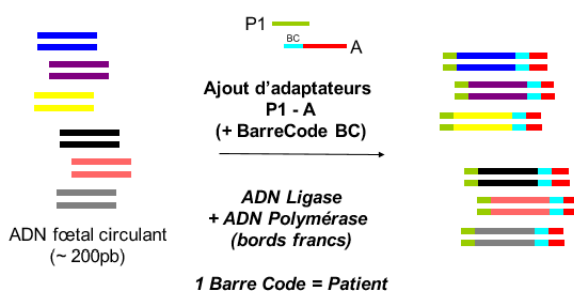 P1
BC
A
Ajout d'adaptateurs
P1 - A
(+ BarreCode BC)
ADN Ligase
+ ADN Polymérase
(bords francs)
ADN fœtal circulant
(~ 200pb)
1 Barre Code = Patient